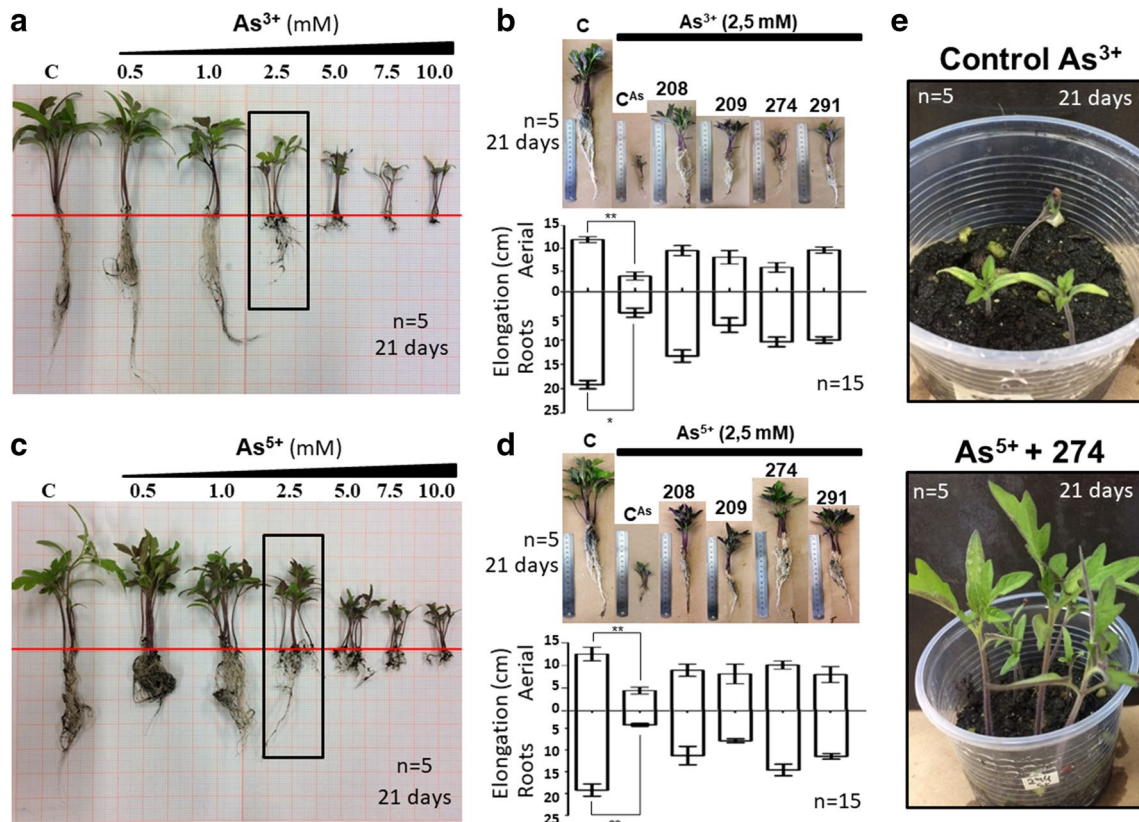 a
As³⁺ (mM)
C 0.5 1.0 2.5 5.0 7.5 10.0
n=5
21 days
b
C As³⁺ (2,5 mM)
Cᴬˢ 208 209 274 291
n=5
21 days
**
Elongation (cm)
Roots Aerial
15
10
5
0
5
10
15
20
25
*
n=15
c
As⁵⁺ (mM)
C 0.5 1.0 2.5 5.0 7.5 10.0
n=5
21 days
d
C As⁵⁺ (2,5 mM)
Cᴬˢ 208 209 274 291
n=5
21 days
**
Elongation (cm)
Roots Aerial
15
10
5
0
5
10
15
20
25
**
n=15
e
Control As³⁺
n=5 21 days
As⁵⁺ + 274
n=5 21 days